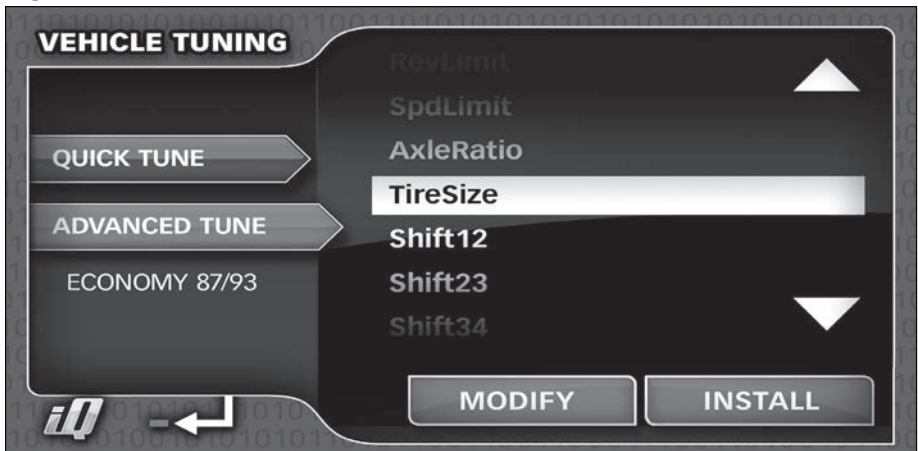 VEHICLE TUNING
QUICK TUNE
ADVANCED TUNE
ECONOMY 87/93
RevLimit
SpdLimit
AxleRatio
TireSize
Shift12
Shift23
Shift34
MODIFY
INSTALL
iQ